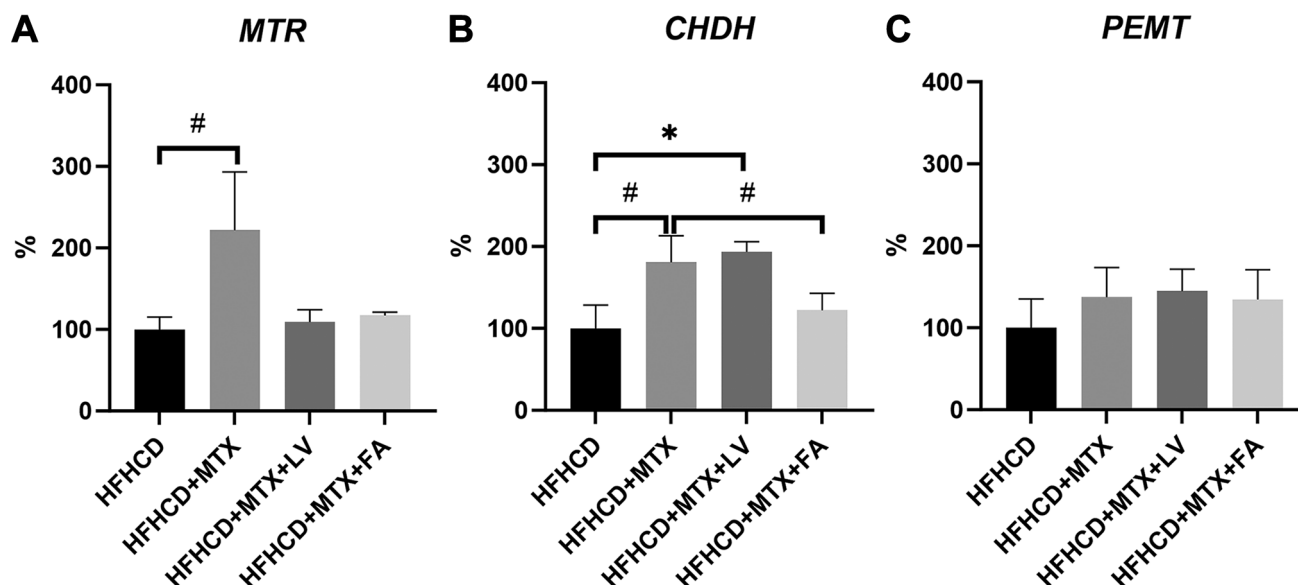 A
MTR
400
300
200
100
0
%
#
HFHCD
HFHCD+MTX
HFHCD+MTX+LV
HFHCD+MTX+FA
B
CHDH
400
300
200
100
0
%
*
#
#
HFHCD
HFHCD+MTX
HFHCD+MTX+LV
HFHCD+MTX+FA
C
PEMT
400
300
200
100
0
%
HFHCD
HFHCD+MTX
HFHCD+MTX+LV
HFHCD+MTX+FA